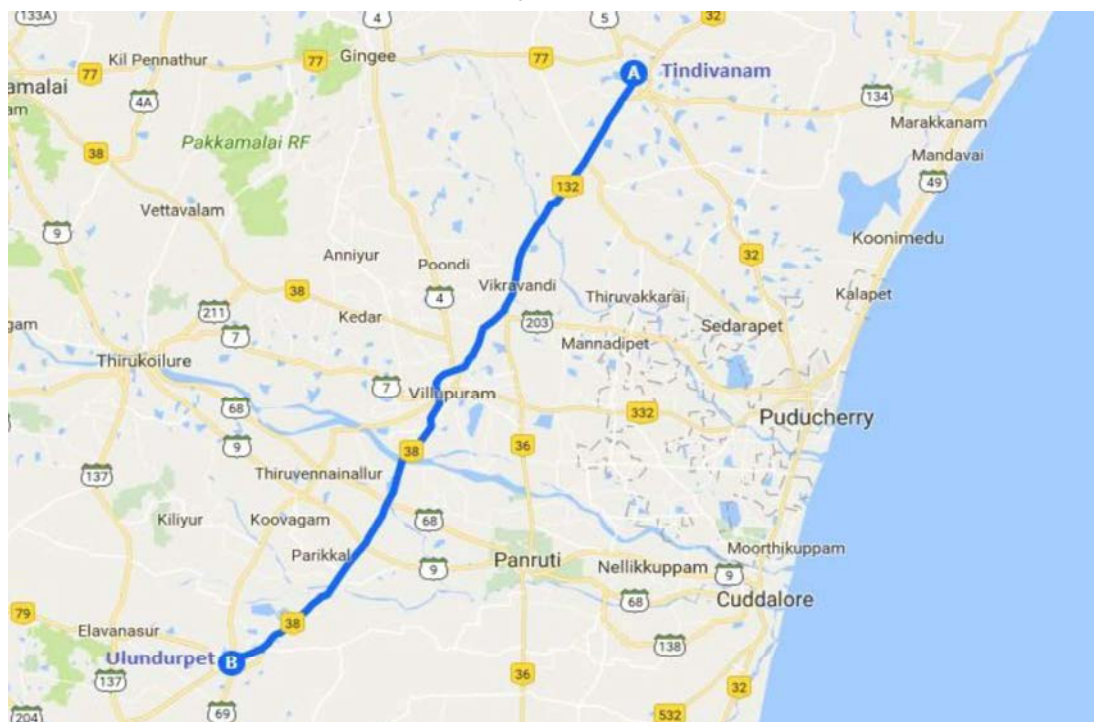 133A
4
5
32
Kil Pennathur
77
Gingee
77
A
Tindivanam
77
amalai
am
4A
134
Marakkanam
Pakkamalai RF
Mandavai
38
132
49
Vettavalam
9
Koonimedu
32
Anniyur
Poondi
Vikravandi
Thiruvakkarai
Kalapet
38
4
211
Kedar
203
Sedarapet
gam
7
Mannadipet
Thirukoilure
7
Villupuram
68
332
Puducherry
9
38
36
137
Thiruvennainallur
Kiliyur
Koovagam
68
Parikkal
Moorthikuppam
9
Panruti
Nellikkuppam
9
79
68
Cuddalore
38
Elavanasur
138
Ulundurpet
B
137
36
32
204
69
532